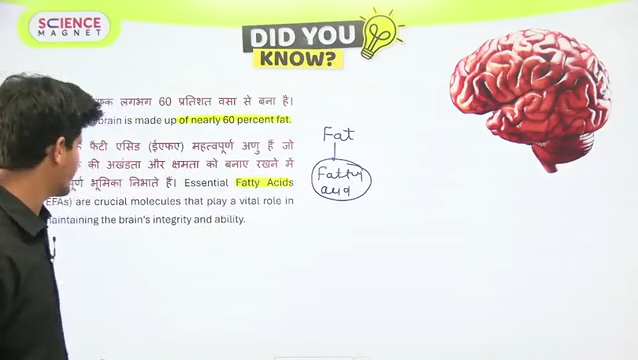 SCIENCE
MAGNET
DID YOU
KNOW?
लगभग 60 प्रतिशत वसा से बना है।
brain is made up of nearly 60 percent fat.
फैटी एसिड (ईएफए) महत्वपूर्ण अणु हैं जो
की अखंडता और क्षमता को बनाए रखने में
भूमिका निभाते हैं। Essential Fatty Acids
(EFAs) are crucial molecules that play a vital role in
maintaining the brain's integrity and ability.
Fat
Fatty
acid